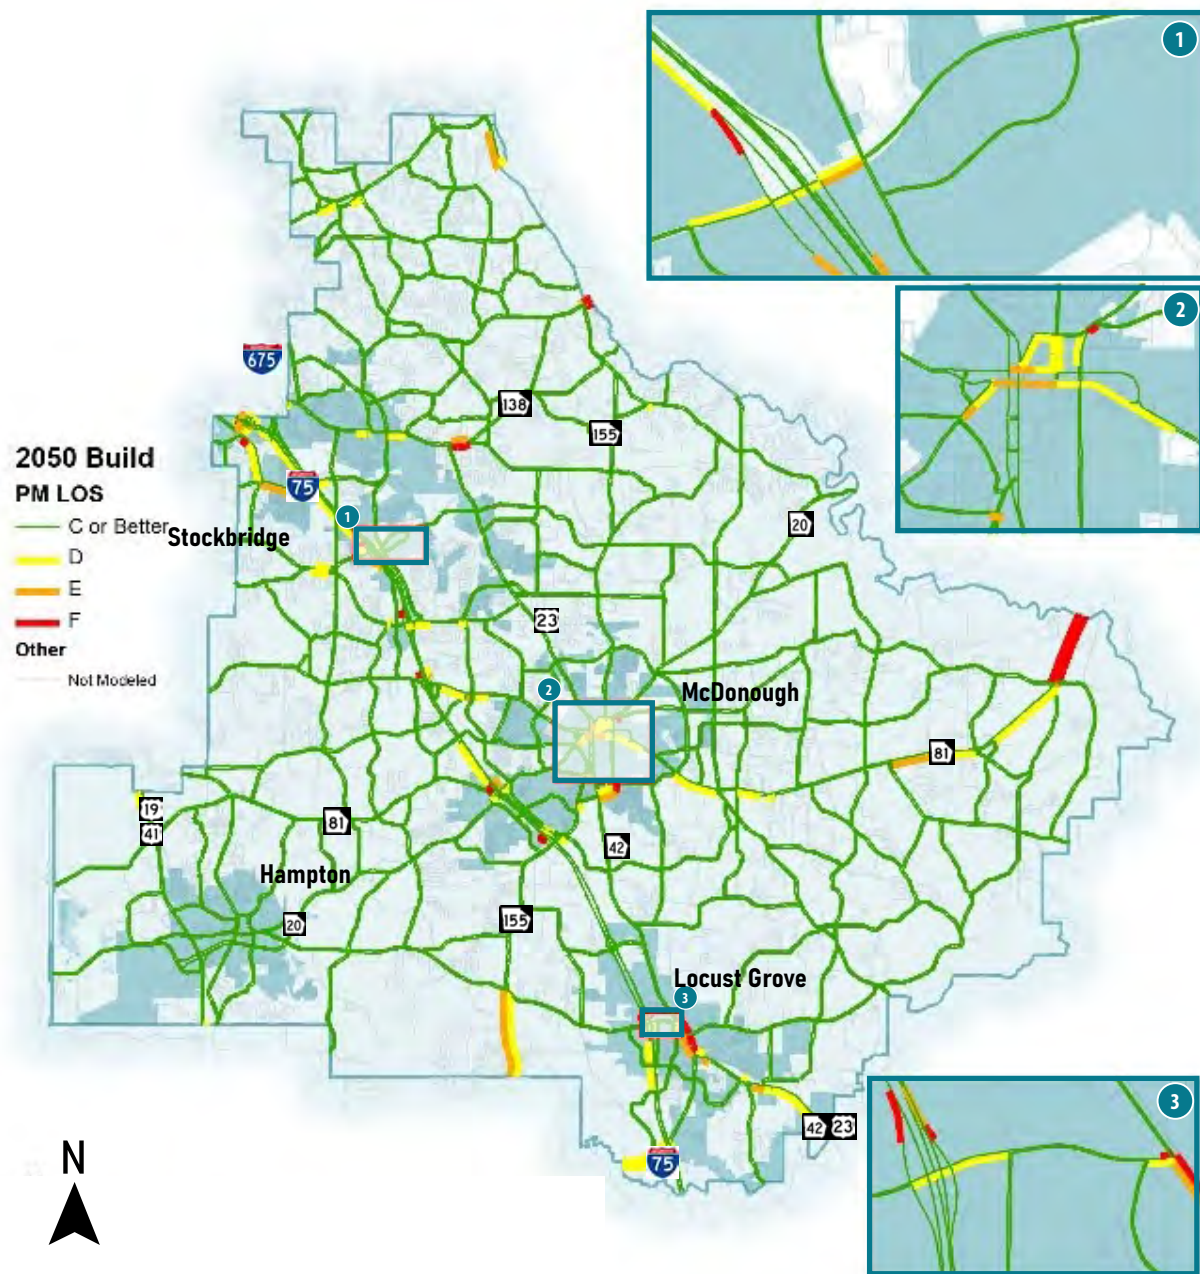 1
2
675
138
155
2050 Build
PM LOS
75
C or Better
Stockbridge
1
20
D
E
F
23
Other
Not Modeled
2
McDonough
81
19
41
81
42
Hampton
20
155
Locust Grove
3
3
42 23
N
75